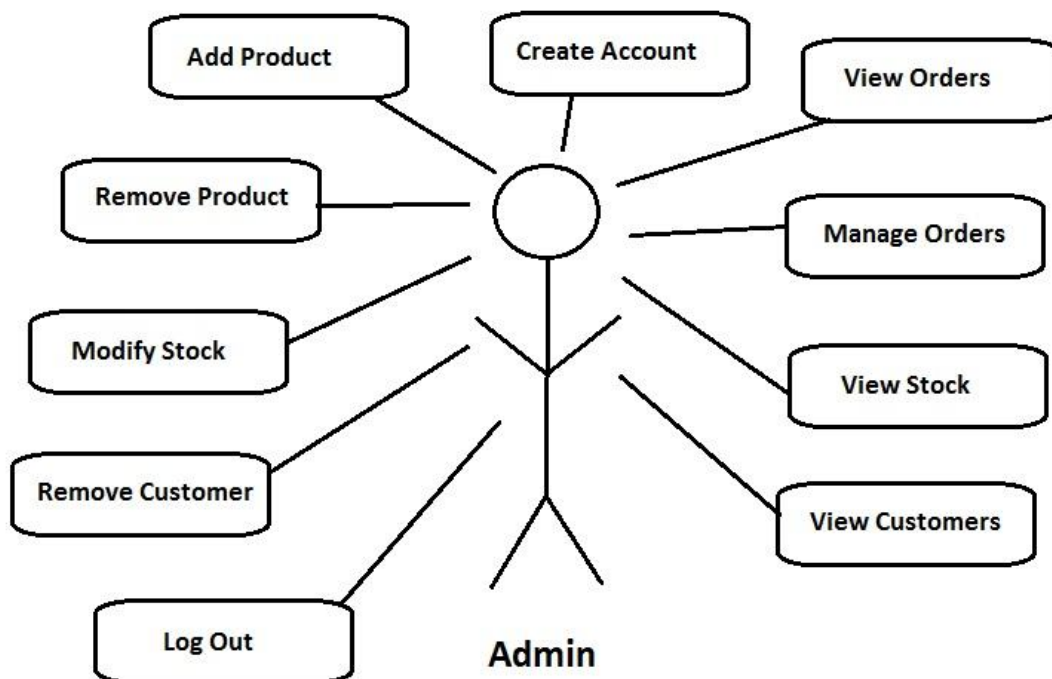 Create Account
Add Product
View Orders
Remove Product
Manage Orders
Modify Stock
View Stock
Remove Customer
View Customers
Log Out
Admin